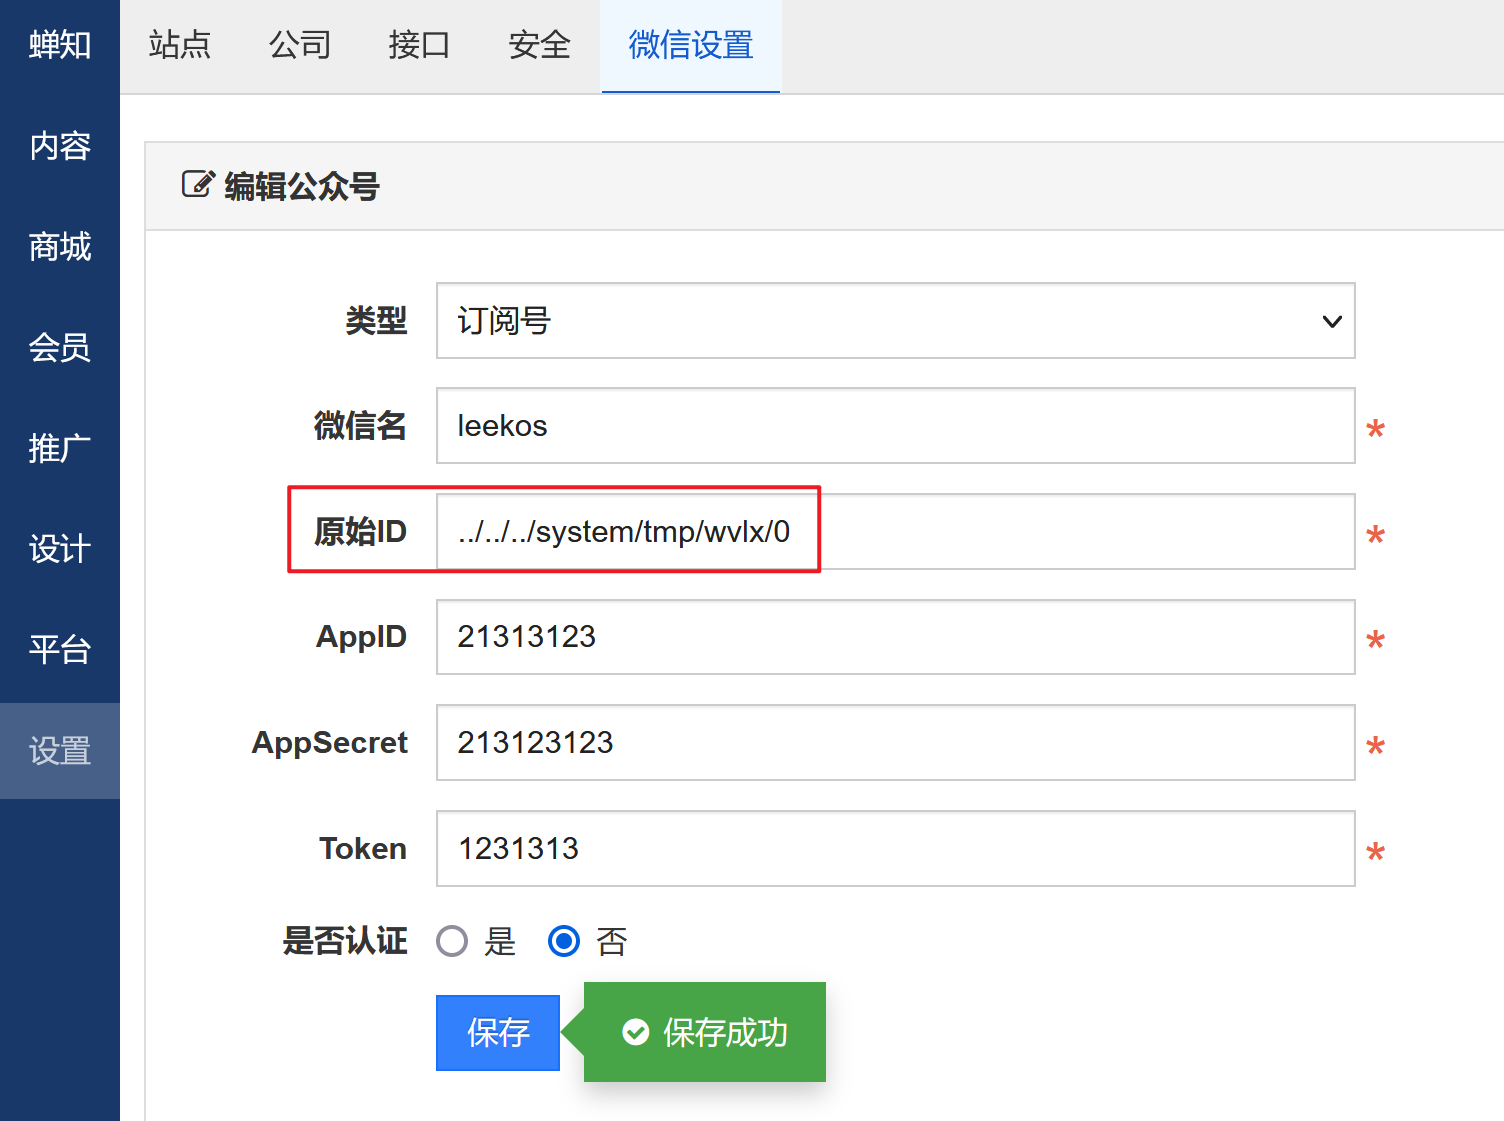 蝉知
站点 公司 接口 安全 微信设置
内容
商城
会员
推广
设计
平台
设置
编辑公众号
类型 订阅号
微信名 leekos *
原始ID ../../../system/tmp/wvlx/0 *
AppID 21313123 *
AppSecret 213123123 *
Token 1231313 *
是否认证 是 否
保存 保存成功